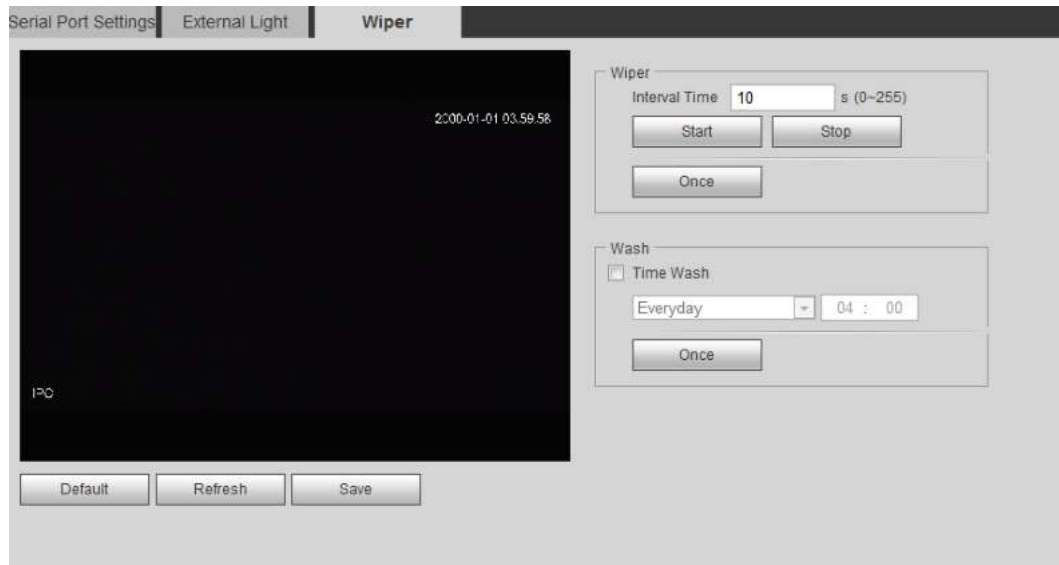 Serial Port Settings External Light Wiper
2000-01-01 03:59:58
IPC
Default Refresh Save
Wiper
Interval Time 10 s (0~255)
Start Stop
Once
Wash
Time Wash
Everyday 04 : 00
Once